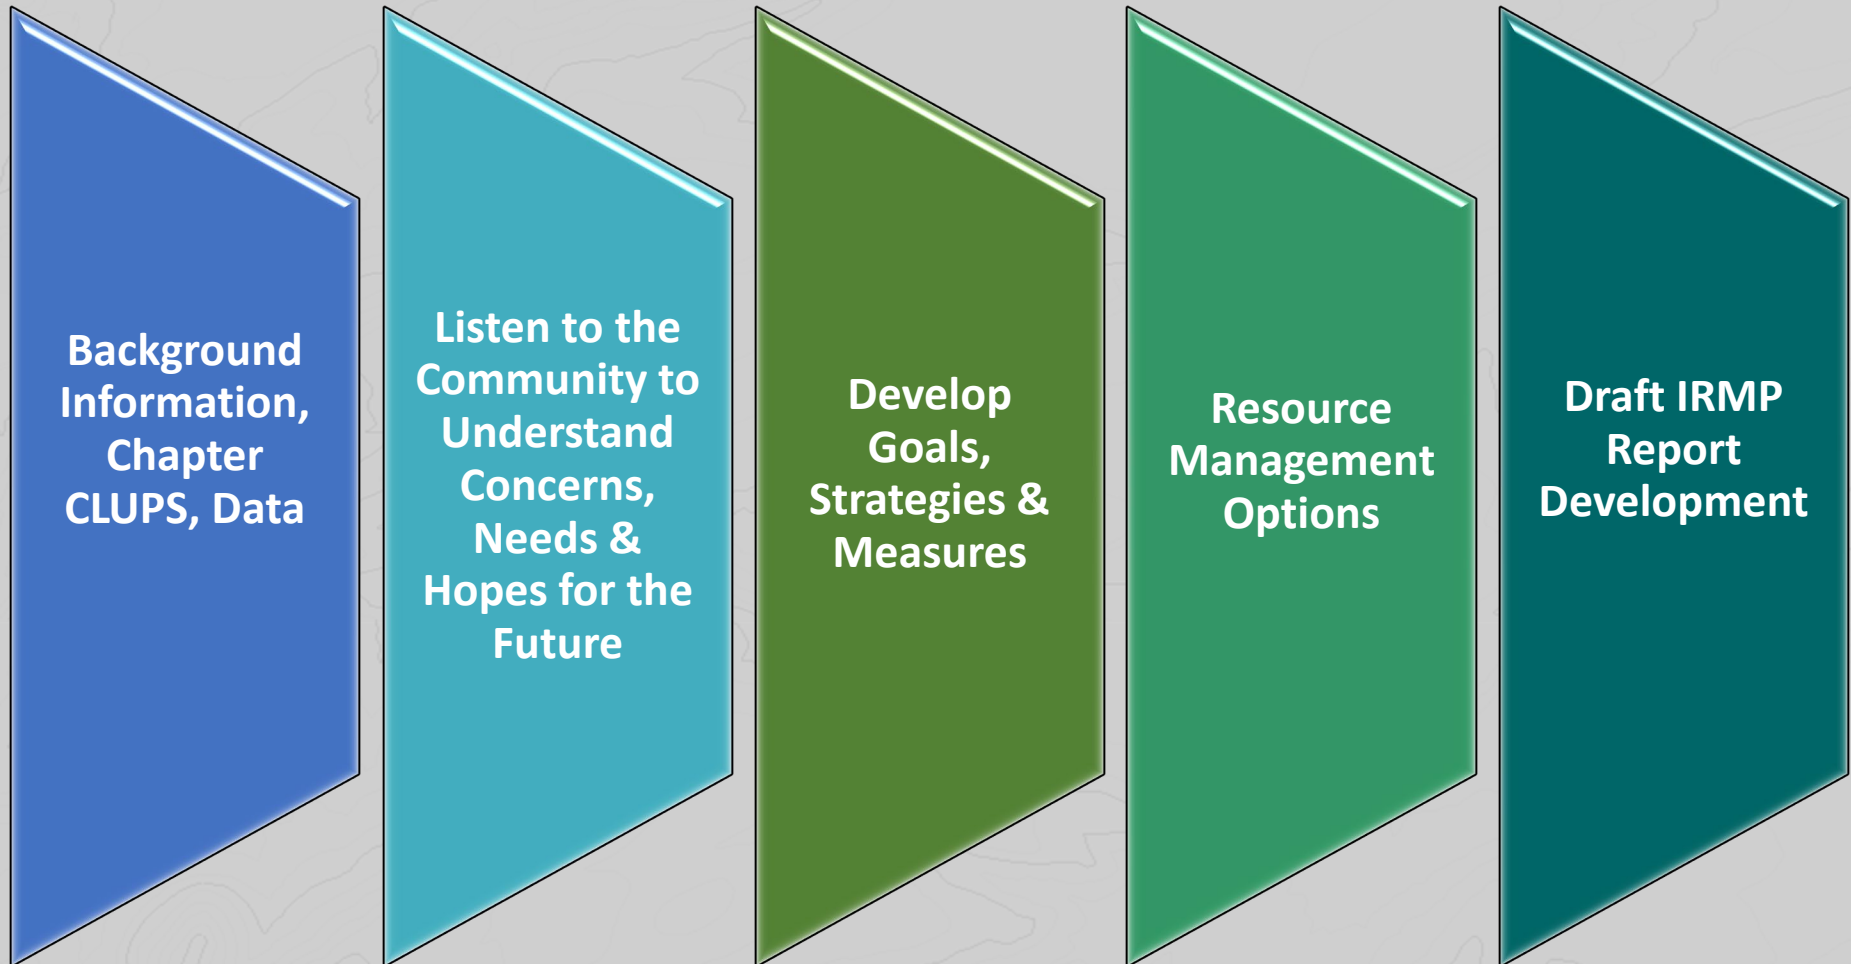 Background
Information,
Chapter
CLUPS, Data
Listen to the
Community to
Understand
Concerns,
Needs &
Hopes for the
Future
Develop
Goals,
Strategies &
Measures
Resource
Management
Options
Draft IRMP
Report
Development